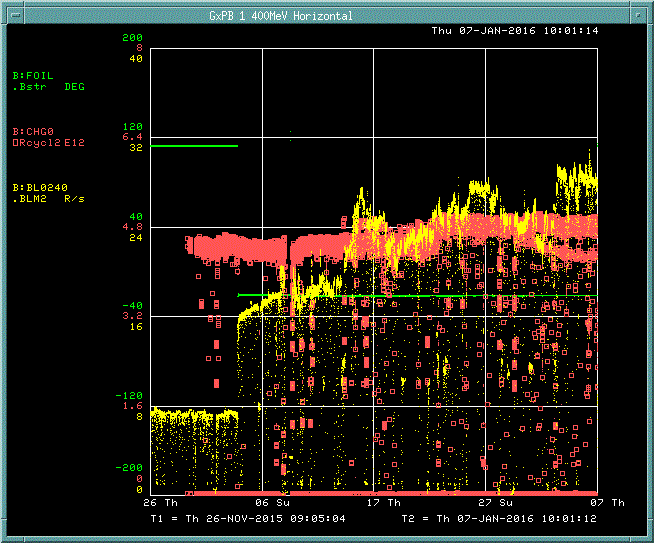 GxPB 1 400MeV Horizontal
Thu 07-JAN-2016 10:01:14
200
8
40
B:FOIL
.Bstr DEG
120
6.4
32
B:CHG0
Rcycl2 E12
B:BL0240
.BLM2 R/s
40
4.8
24
-40
3.2
16
-120
1.6
8
-200
0
0
26 Th 06 Su 17 Th 27 Su 07 Th
T1 = Th 26-NOV-2015 09:05:04 T2 = Th 07-JAN-2016 10:01:12